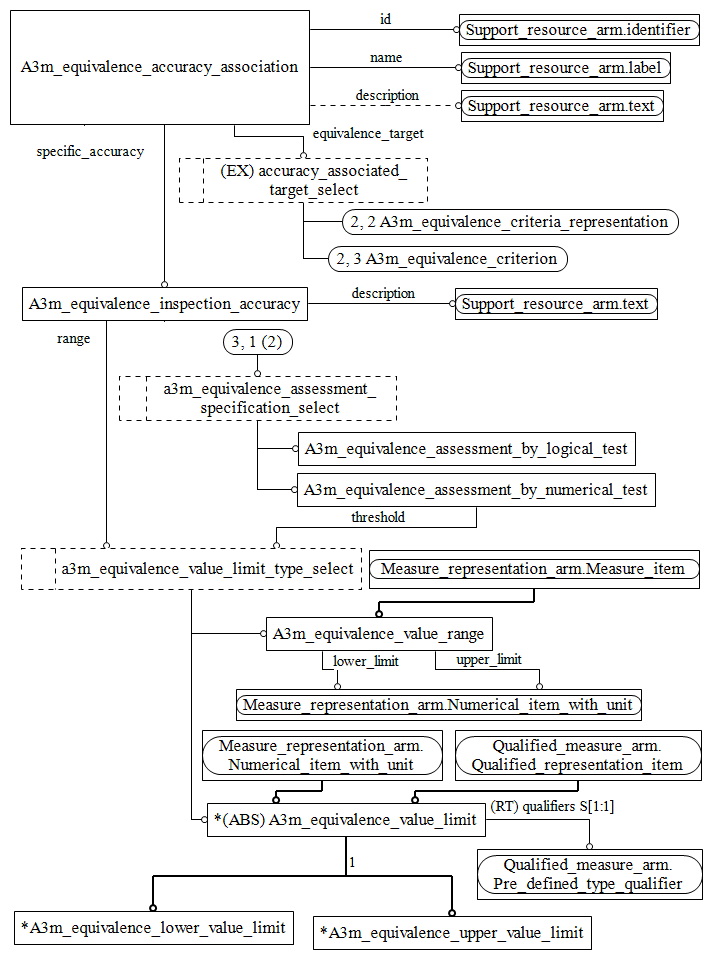 id
Support_resource_arm.identifier
A3m_equivalence_accuracy_association
name
Support_resource_arm.label
description
Support_resource_arm.text
equivalence_target
specific_accuracy
(EX) accuracy_associated_
target_select
2, 2 A3m_equivalence_criteria_representation
2, 3 A3m_equivalence_criterion
A3m_equivalence_inspection_accuracy
description
Support_resource_arm.text
range
3, 1 (2)
a3m_equivalence_assessment_
specification_select
A3m_equivalence_assessment_by_logical_test
A3m_equivalence_assessment_by_numerical_test
threshold
a3m_equivalence_value_limit_type_select
Measure_representation_arm.Measure_item
A3m_equivalence_value_range
lower_limit
upper_limit
Measure_representation_arm.Numerical_item_with_unit
Measure_representation_arm.
Numerical_item_with_unit
Qualified_measure_arm.
Qualified_representation_item
*(ABS) A3m_equivalence_value_limit
(RT) qualifiers S[1:1]
1
Qualified_measure_arm.
Pre_defined_type_qualifier
*A3m_equivalence_lower_value_limit
*A3m_equivalence_upper_value_limit